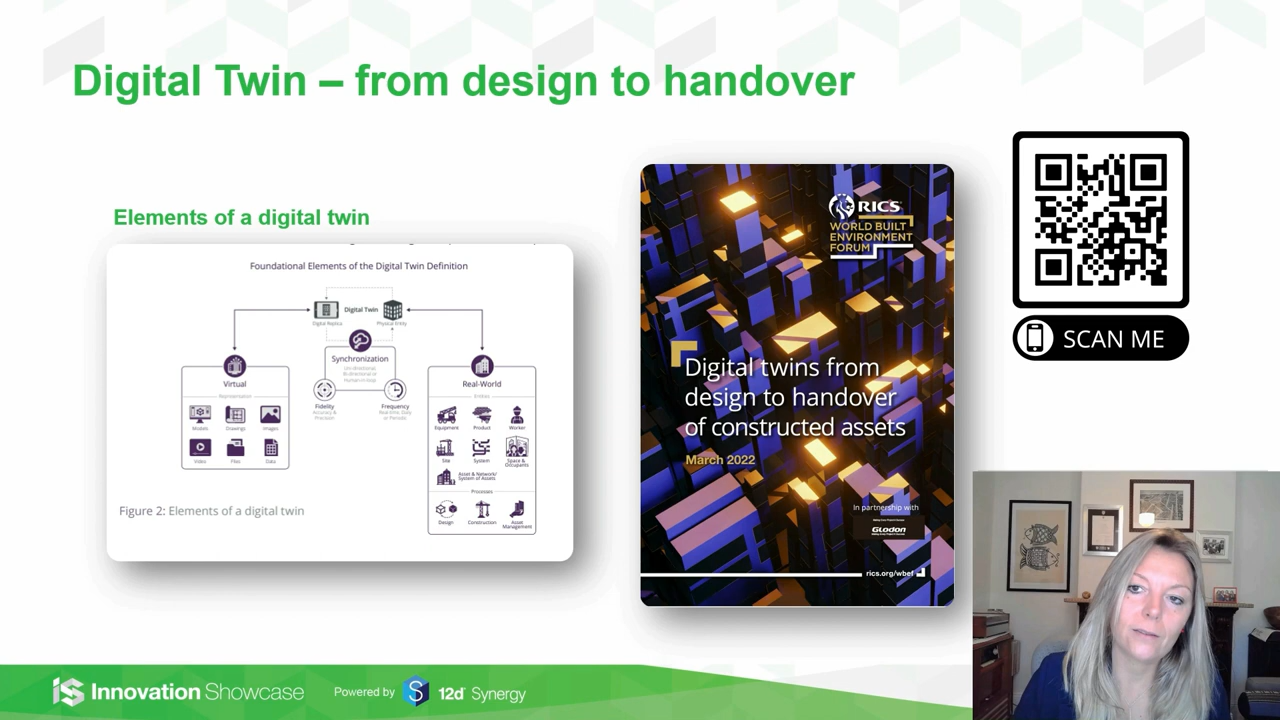 Digital Twin – from design to handover
Elements of a digital twin
Foundational Elements of the Digital Twin Definition
Digital Twin
Digital Replica
Physical Entity
Synchronization
Uni-directional
Bi-directional or
Human-in-loop
Fidelity
Accuracy &
Precision
Frequency
Real-time, Daily
or Periodic
Virtual
Representation
Models
Drawings
Images
Video
Files
Data
Real-World
Entities
Equipment
Product
Worker
Site
System
Space &
Occupants
Asset & Network/
System of Assets
Processes
Design
Construction
Asset
Management
Figure 2: Elements of a digital twin
RICS
WORLD BUILT
ENVIRONMENT
FORUM
Digital twins from
design to handover
of constructed assets
March 2022
In partnership with
GLodon
rics.org/wbef
SCAN ME
iS Innovation Showcase
Powered by
12d Synergy